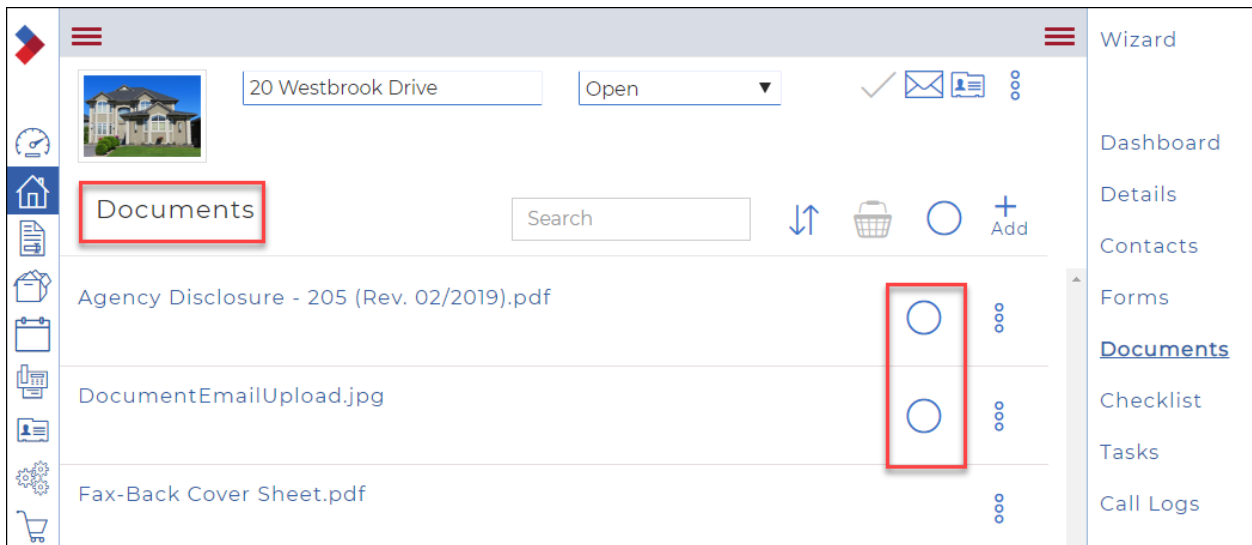 Wizard
20 Westbrook Drive
Open
Dashboard
Details
Documents
Search
Add
Contacts
Agency Disclosure - 205 (Rev. 02/2019).pdf
Forms
Documents
DocumentEmailUpload.jpg
Checklist
Tasks
Fax-Back Cover Sheet.pdf
Call Logs